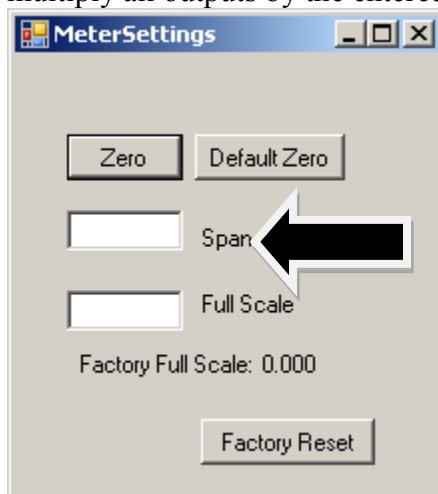 MeterSettings
Zero
Default Zero
Span
Full Scale
Factory Full Scale: 0.000
Factory Reset